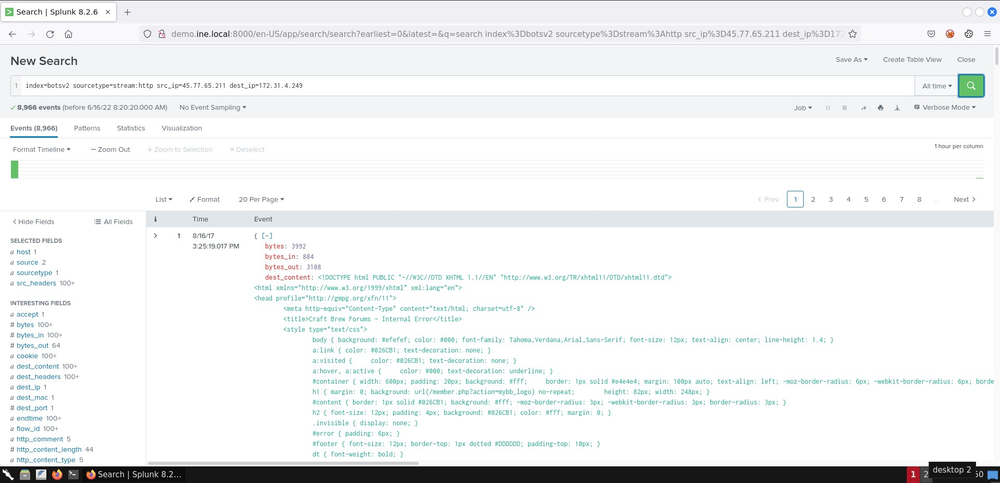 Search | Splunk 8.2.6
demo.ine.local:8000/en-US/app/search/search?earliest=0&latest=&q=search index%3Dbotsv2 sourcetype%3Dstream%3Ahttp src_ip%3D45.77.65.211 dest_ip%3D172
New Search
Save As
Create Table View
Close
1
index=botsv2 sourcetype=stream:http src_ip=45.77.65.211 dest_ip=172.31.4.249
All time
8,966 events (before 6/16/22 8:20:20.000 AM)
No Event Sampling
Job
Verbose Mode
Events (8,966)
Patterns
Statistics
Visualization
Format Timeline
— Zoom Out
+ Zoom to Selection
× Deselect
1 hour per column
List
Format
20 Per Page
< Prev
1
2
3
4
5
6
7
8
...
Next >
< Hide Fields
All Fields
i
Time
Event
SELECTED FIELDS
a host 1
a source 2
a sourcetype 1
a src_headers 100+
INTERESTING FIELDS
a accept 1
# bytes 100+
# bytes_in 100+
# bytes_out 64
a cookie 100+
a dest_content 100+
a dest_headers 100+
a dest_ip 1
a dest_mac 1
# dest_port 1
a endtime 100+
a flow_id 100+
a http_comment 5
# http_content_length 44
a http_content_type 5
> 1
8/16/17
3:25:19.017 PM
{ [-]
bytes: 3992
bytes_in: 884
bytes_out: 3108
dest_content: <!DOCTYPE html PUBLIC "-//W3C//DTD XHTML 1.1//EN" "http://www.w3.org/TR/xhtml11/DTD/xhtml11.dtd">
<html xmlns="http://www.w3.org/1999/xhtml" xml:lang="en">
<head profile="http://gmpg.org/xfn/11">
<meta http-equiv="Content-Type" content="text/html; charset=utf-8" />
<title>Craft Brew Forums - Internal Error</title>
<style type="text/css">
body { background: #efefef; color: #000; font-family: Tahoma,Verdana,Arial,Sans-Serif; font-size: 12px; text-align: center; line-height: 1.4; }
a:link { color: #026CB1; text-decoration: none; }
a:visited { color: #026CB1; text-decoration: none; }
a:hover, a:active { color: #000; text-decoration: underline; }
#container { width: 600px; padding: 20px; background: #fff; border: 1px solid #e4e4e4; margin: 100px auto; text-align: left; -moz-border-radius: 6px; -webkit-border-radius: 6px; borde
h1 { margin: 0; background: url(/member.php?action=mybb_logo) no-repeat; height: 82px; width: 248px; }
#content { border: 1px solid #026CB1; background: #fff; -moz-border-radius: 3px; -webkit-border-radius: 3px; border-radius: 3px; }
h2 { font-size: 12px; padding: 4px; background: #026CB1; color: #fff; margin: 0; }
.invisible { display: none; }
#error { padding: 6px; }
#footer { font-size: 12px; border-top: 1px dotted #DDDDDD; padding-top: 10px; }
dt { font-weight: bold; }
Search | Splunk 8.2...
1
2
desktop 2
50